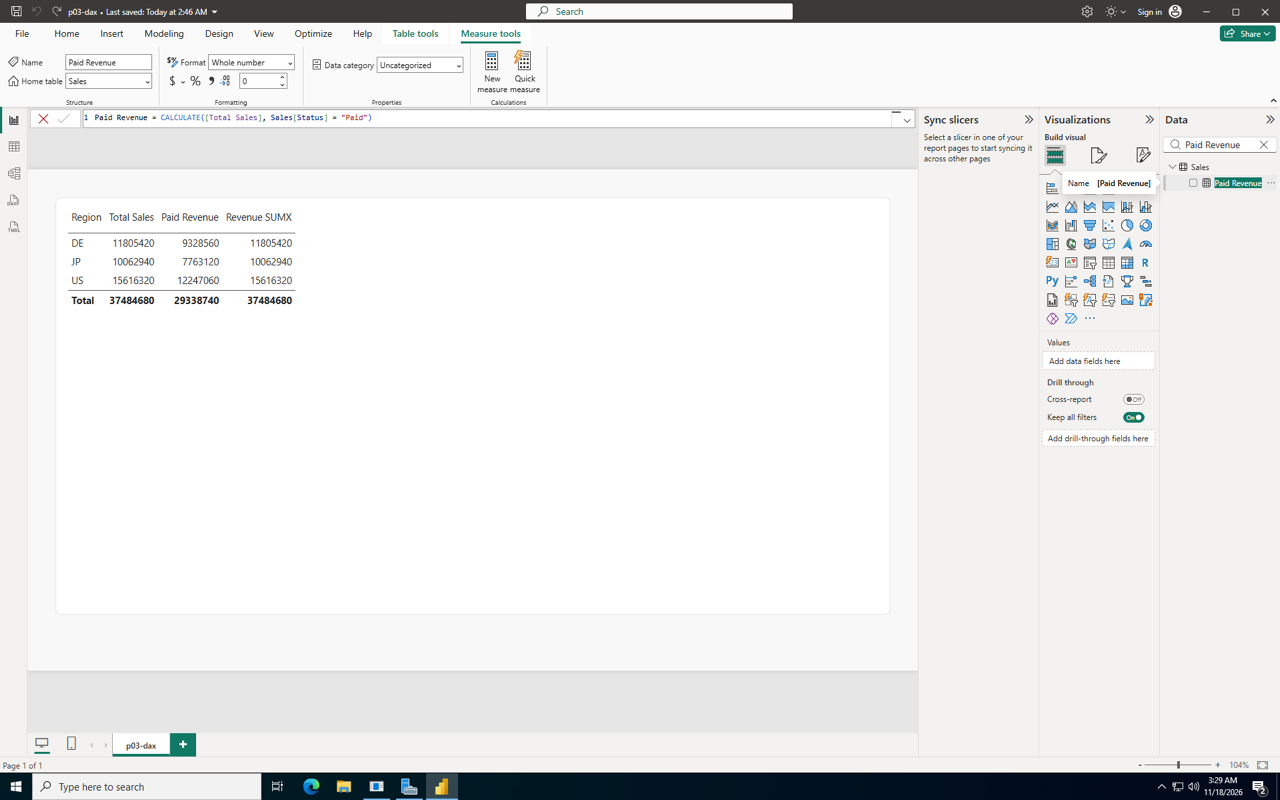 p03-dax • Last saved: Today at 2:46 AM
Search
Sign in
File
Home
Insert
Modeling
Design
View
Optimize
Help
Table tools
Measure tools
Share
Name
Paid Revenue
Format
Whole number
Data category
Uncategorized
New measure
Quick measure
Home table
Sales
$
%
0
Structure
Formatting
Properties
Calculations
1 Paid Revenue = CALCULATE([Total Sales], Sales[Status] = "Paid")
Region Total Sales Paid Revenue Revenue SUMX
DE 11805420 9328560 11805420
JP 10062940 7763120 10062940
US 15616320 12247060 15616320
Total 37484680 29338740 37484680
Sync slicers
Select a slicer in one of your
report pages to start syncing it
across other pages
Visualizations
Build visual
Name [Paid Revenue]
R
Py
Values
Add data fields here
Drill through
Cross-report
Off
Keep all filters
On
Add drill-through fields here
Data
Paid Revenue
Sales
Paid Revenue
p03-dax
Page 1 of 1
104%
Type here to search
3:29 AM
11/18/2026
2